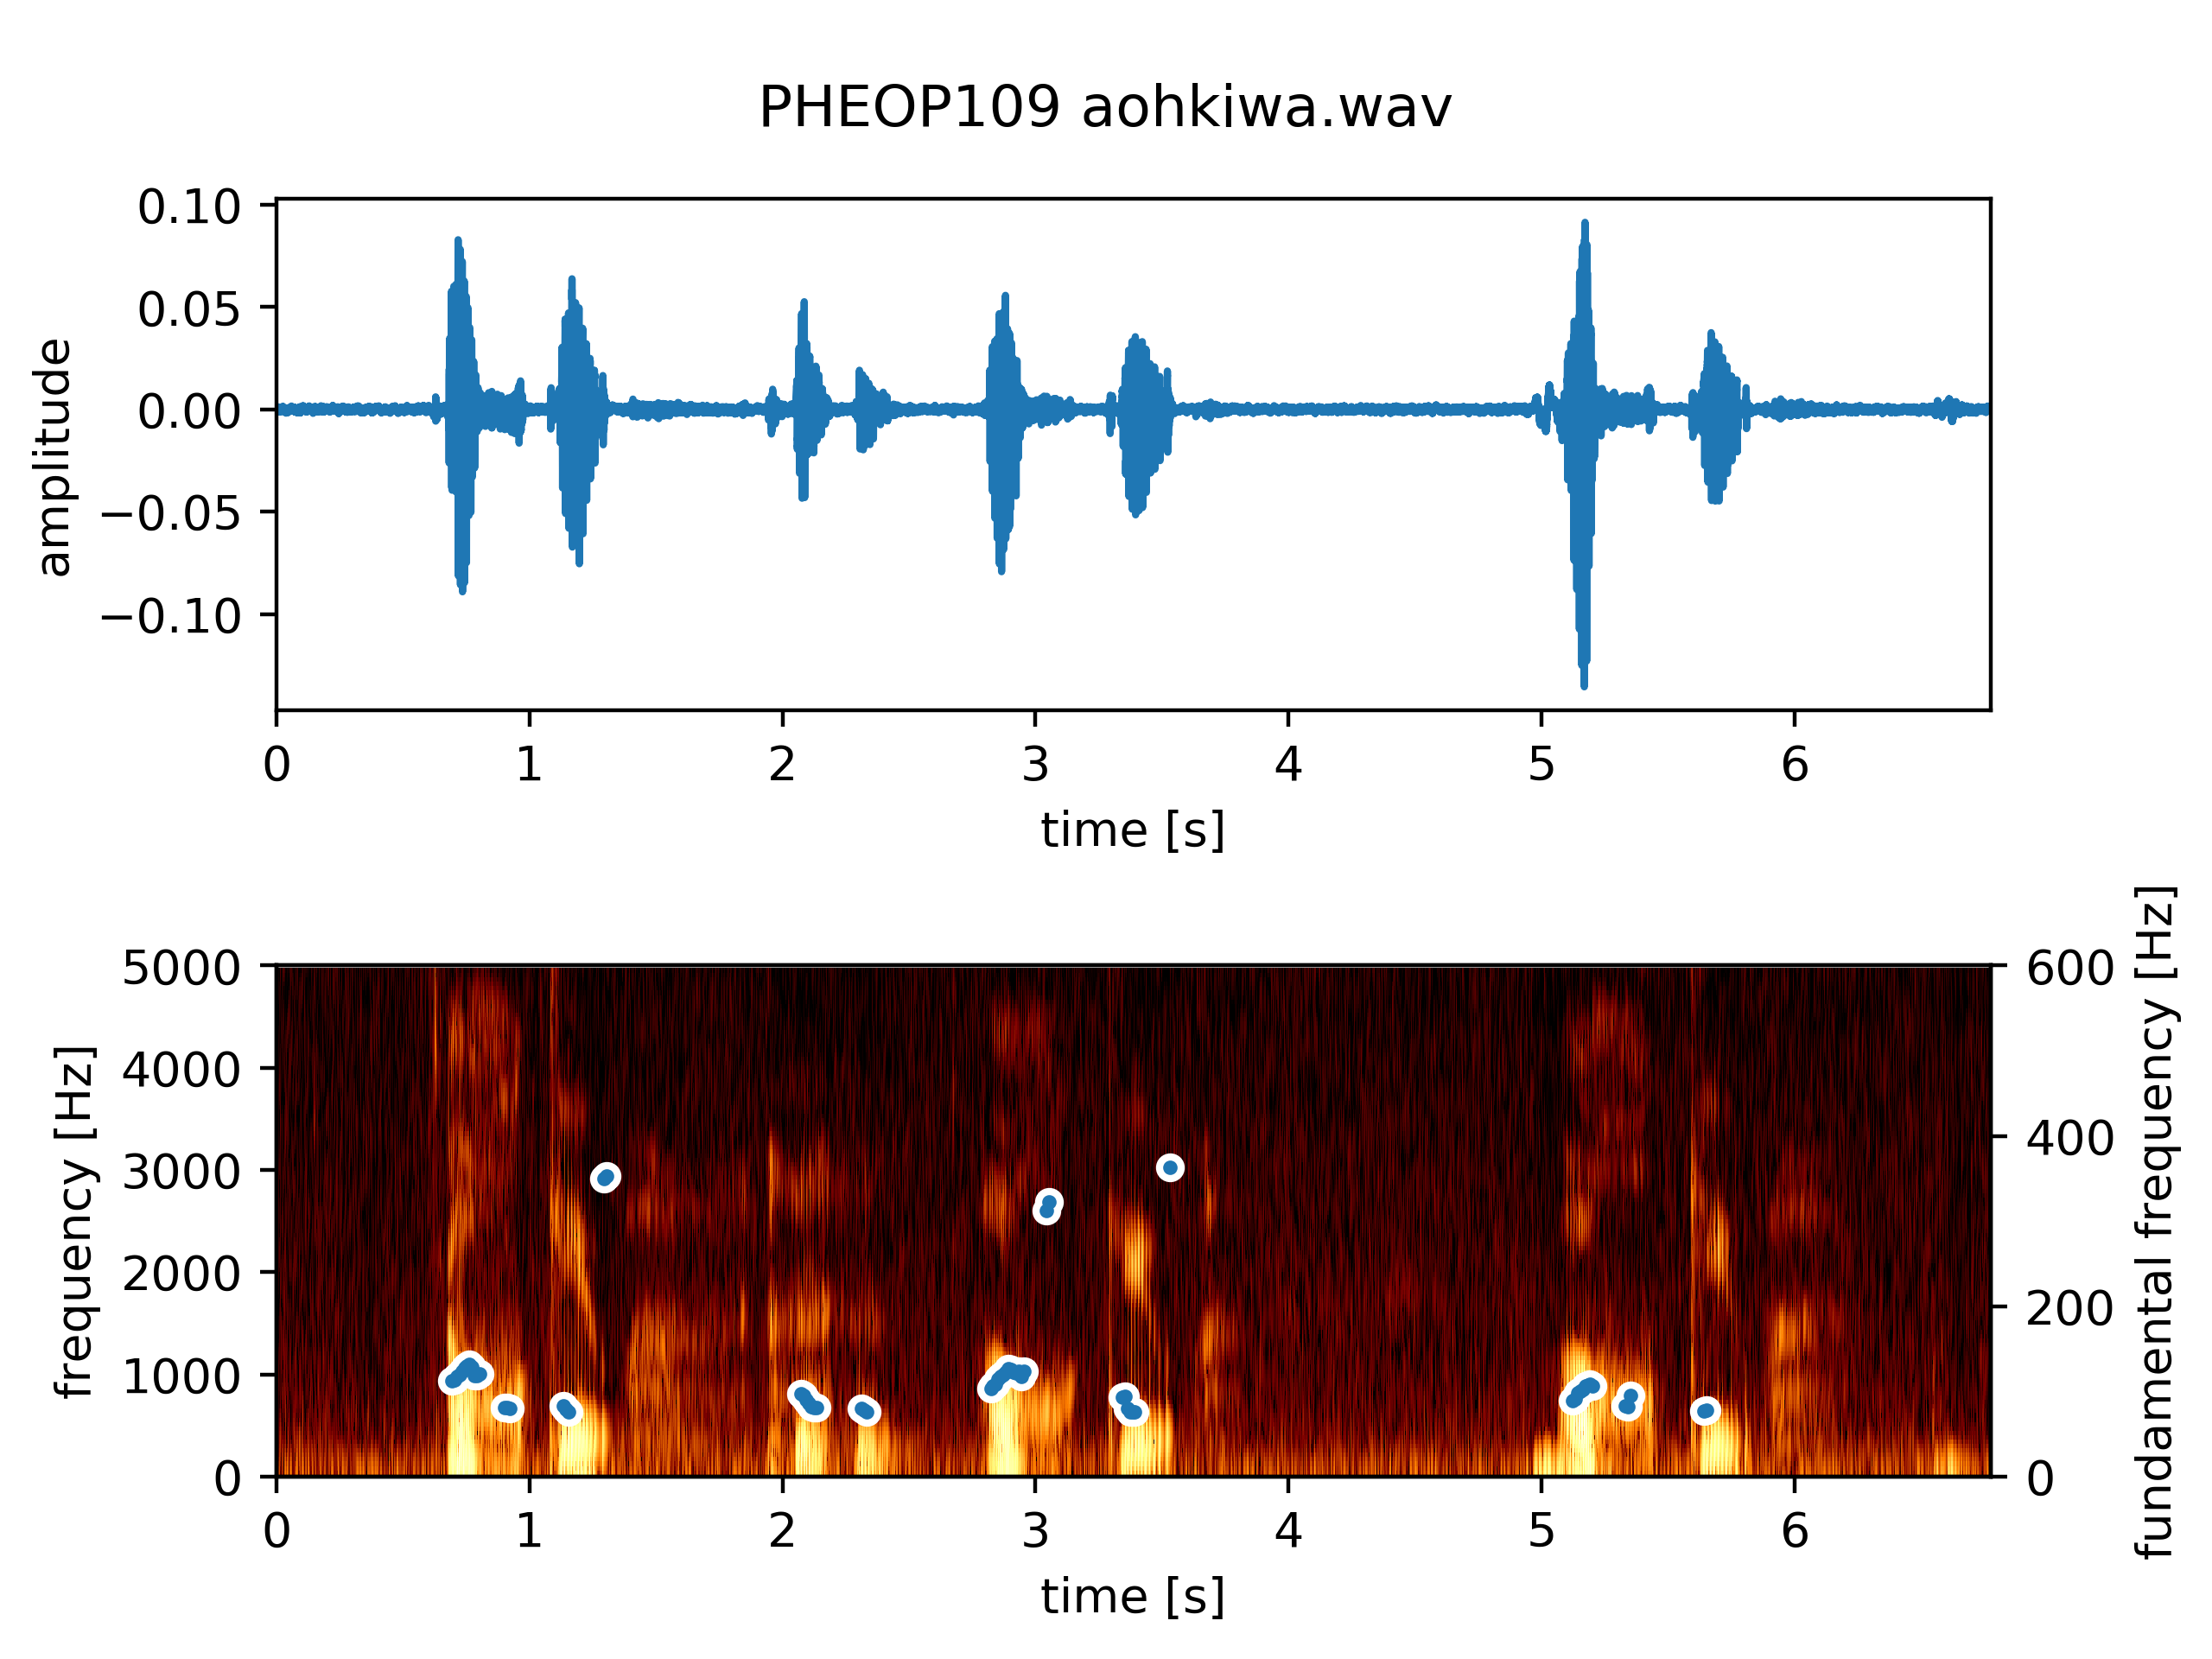 PHEOP109 aohkiwa.wav
0.10
0.05
0.00
−0.05
−0.10
amplitude
0 1 2 3 4 5 6
time [s]
5000
4000
3000
2000
1000
0
frequency [Hz]
600
400
200
0
fundamental frequency [Hz]
0 1 2 3 4 5 6
time [s]